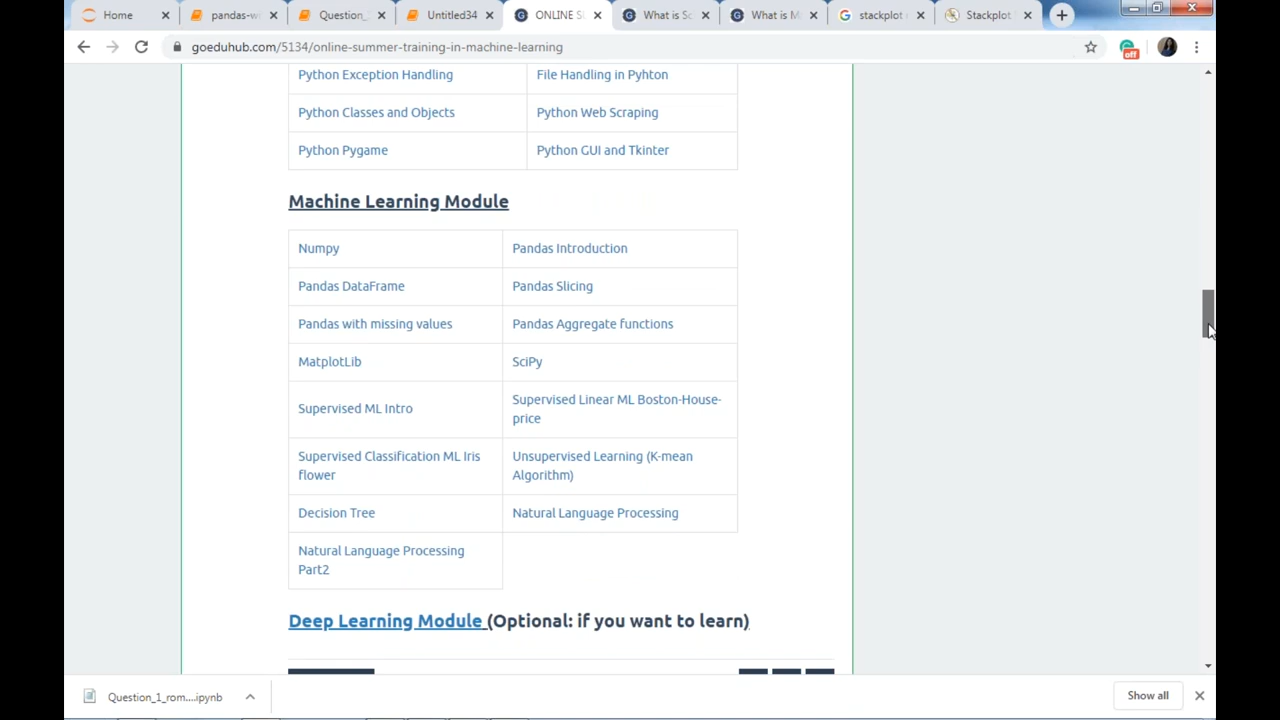 Home
pandas-w
Question_
Untitled34
ONLINE S
What is Sc
What is M
stackplot
Stackplot
goeduhub.com/5134/online-summer-training-in-machine-learning
off
Python Exception Handling
File Handling in Pyhton
Python Classes and Objects
Python Web Scraping
Python Pygame
Python GUI and Tkinter
Machine Learning Module
Numpy
Pandas Introduction
Pandas DataFrame
Pandas Slicing
Pandas with missing values
Pandas Aggregate functions
MatplotLib
SciPy
Supervised ML Intro
Supervised Linear ML Boston-House-
price
Supervised Classification ML Iris
flower
Unsupervised Learning (K-mean
Algorithm)
Decision Tree
Natural Language Processing
Natural Language Processing
Part2
Deep Learning Module (Optional: if you want to learn)
Question_1_rom....ipynb
Show all